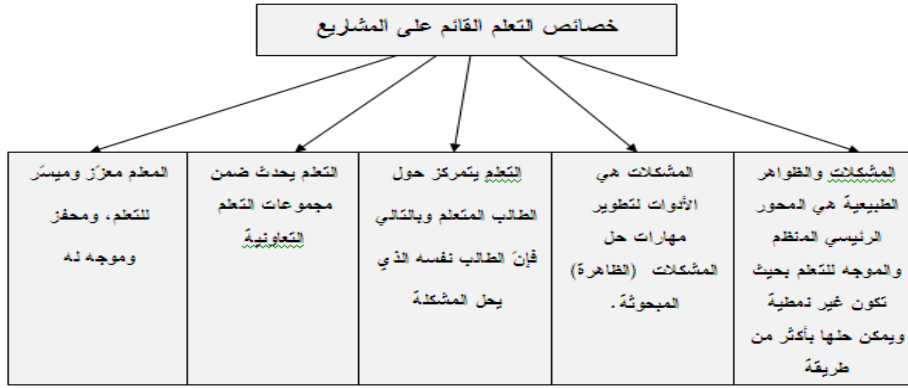 خصائص التعلم القائم على المشاريع
المشكلات والظواهر
الطبيعية هي المحور
الرئيسي المنظم
والموجه للتعلم بحيث
تكون غير نمطية
ويمكن حلها بأكثر من
طريقة
المشكلات هي
الأدوات لتطوير
مهارات حل
المشكلات (الظاهرة)
المبحوثة.
التعلم يتمركز حول
الطالب المتعلم وبالتالي
فإنّ الطالب نفسه الذي
يحل المشكلة
التعلم يحدث ضمن
مجموعات التعلم
التعاونية
المعلم معزّز وميسّر
للتعلم، ومحفز
وموجه له